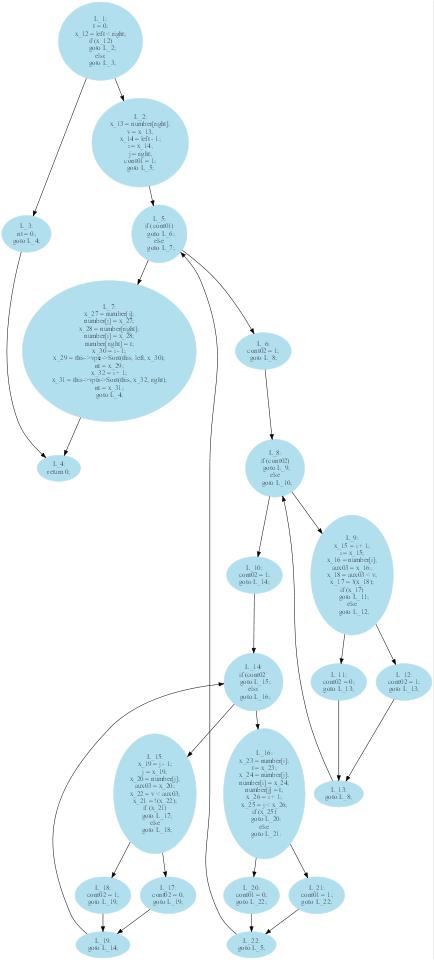 L_1:
t = 0;
x_12 = left < right;
if (x_12)
goto L_2;
else
goto L_3;
L_2:
x_13 = number[right];
v = x_13;
x_14 = left - 1;
i = x_14;
j = right;
cont01 = 1;
goto L_5;
L_3:
nt = 0;
goto L_4;
L_5:
if (cont01)
goto L_6;
else
goto L_7;
L_7:
x_27 = number[i];
number[j] = x_27;
x_28 = number[right];
number[i] = x_28;
number[right] = t;
x_30 = i - 1;
x_29 = this->vptr->Sort(this, left, x_30);
nt = x_29;
x_32 = i + 1;
x_31 = this->vptr->Sort(this, x_32, right);
nt = x_31;
goto L_4;
L_6:
cont02 = 1;
goto L_8;
L_4:
return 0;
L_8:
if (cont02)
goto L_9;
else
goto L_10;
L_9:
x_15 = i + 1;
i = x_15;
x_16 = number[i];
aux03 = x_16;
x_18 = aux03 < v;
x_17 = !(x_18);
if (x_17)
goto L_11;
else
goto L_12;
L_10:
cont02 = 1;
goto L_14;
L_11:
cont02 = 0;
goto L_13;
L_12:
cont02 = 1;
goto L_13;
L_14:
if (cont02
goto L_15;
else
goto L_16;
L_13:
goto L_8;
L_15:
x_19 = j - 1;
j = x_19;
x_20 = number[j];
aux03 = x_20;
x_22 = v < aux03;
x_21 = !(x_22);
if (x_21)
goto L_17;
else
goto L_18;
L_16:
x_23 = number[i];
t = x_23;
x_24 = number[j];
number[i] = x_24;
number[j] = t;
x_26 = i + 1;
x_25 = j < x_26;
if (x_25)
goto L_20;
else
goto L_21;
L_18:
cont02 = 1;
goto L_19;
L_17:
cont02 = 0;
goto L_19;
L_20:
cont01 = 0;
goto L_22;
L_21:
cont01 = 1;
goto L_22;
L_19:
goto L_14;
L_22:
goto L_5;